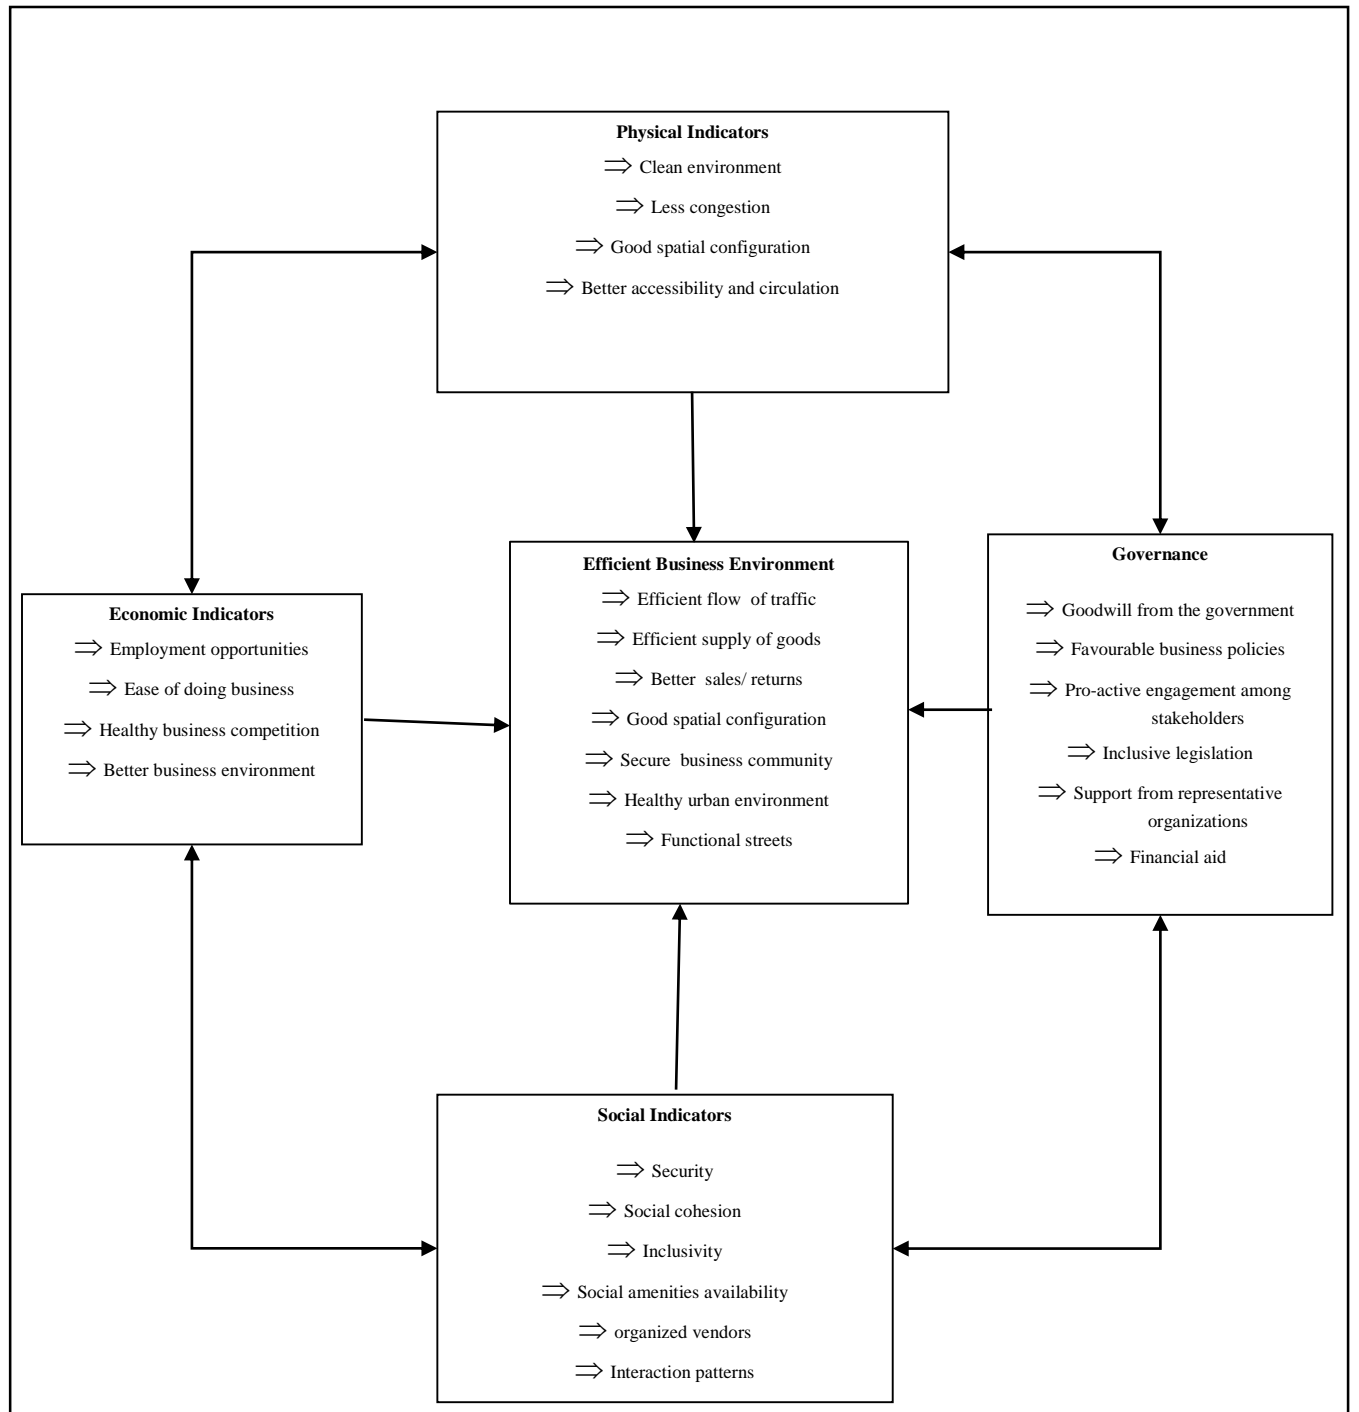 Physical Indicators
⇒ Clean environment
⇒ Less congestion
⇒ Good spatial configuration
⇒ Better accessibility and circulation
Efficient Business Environment
⇒ Efficient flow of traffic
⇒ Efficient supply of goods
⇒ Better sales/ returns
⇒ Good spatial configuration
⇒ Secure business community
⇒ Healthy urban environment
⇒ Functional streets
Governance
⇒ Goodwill from the government
⇒ Favourable business policies
⇒ Pro-active engagement among
stakeholders
⇒ Inclusive legislation
⇒ Support from representative
organizations
⇒ Financial aid
Economic Indicators
⇒ Employment opportunities
⇒ Ease of doing business
⇒ Healthy business competition
⇒ Better business environment
Social Indicators
⇒ Security
⇒ Social cohesion
⇒ Inclusivity
⇒ Social amenities availability
⇒ organized vendors
⇒ Interaction patterns